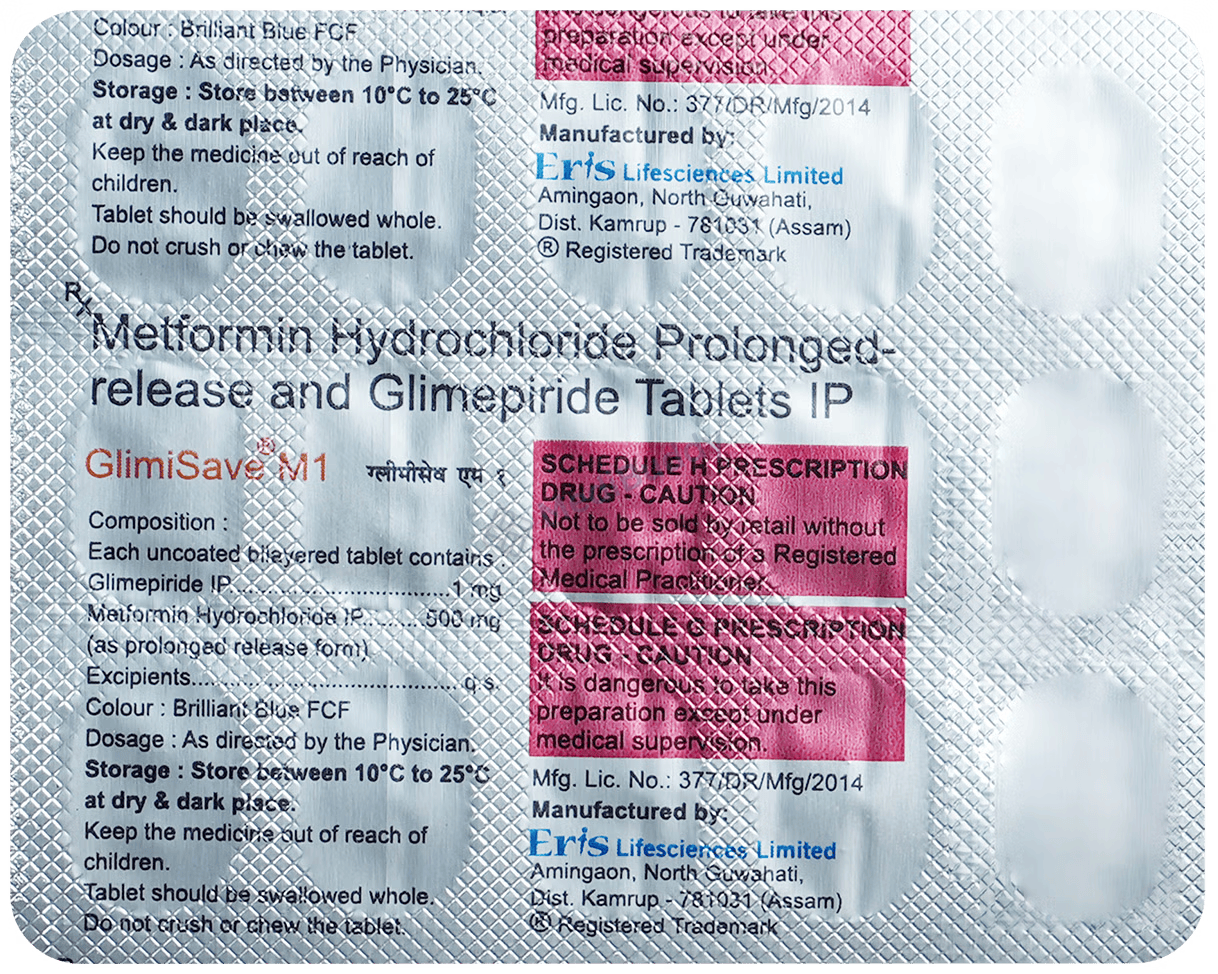 Colour : Brilliant Blue FCF
Dosage : As directed by the Physician.
Storage : Store between 10°C to 25°C
at dry & dark place.
Keep the medicine out of reach of
children.
Tablet should be swallowed whole.
Do not crush or chew the tablet.
preparation except under
medical supervision.
Mfg. Lic. No.: 377/DR/Mfg/2014
Manufactured by:
Eris Lifesciences Limited
Amingaon, North Guwahati,
Dist. Kamrup - 781031 (Assam)
® Registered Trademark
Rx
Metformin Hydrochloride Prolonged-
release and Glimepiride Tablets IP
GlimiSave® M1 ग्लीमीसेव एम १
Composition :
Each uncoated bilayered tablet contains :
Glimepiride IP................................1 mg
Metformin Hydrochloride IP.........500 mg
(as prolonged release form)
Excipients...................................... q.s.
Colour : Brilliant Blue FCF
Dosage : As directed by the Physician.
Storage : Store between 10°C to 25°C
at dry & dark place.
Keep the medicine out of reach of
children.
Tablet should be swallowed whole.
Do not crush or chew the tablet.
SCHEDULE H PRESCRIPTION
DRUG - CAUTION
Not to be sold by retail without
the prescription of a Registered
Medical Practitioner.
SCHEDULE G PRESCRIPTION
DRUG - CAUTION
It is dangerous to take this
preparation except under
medical supervision.
Mfg. Lic. No.: 377/DR/Mfg/2014
Manufactured by:
Eris Lifesciences Limited
Amingaon, North Guwahati,
Dist. Kamrup - 781031 (Assam)
® Registered Trademark